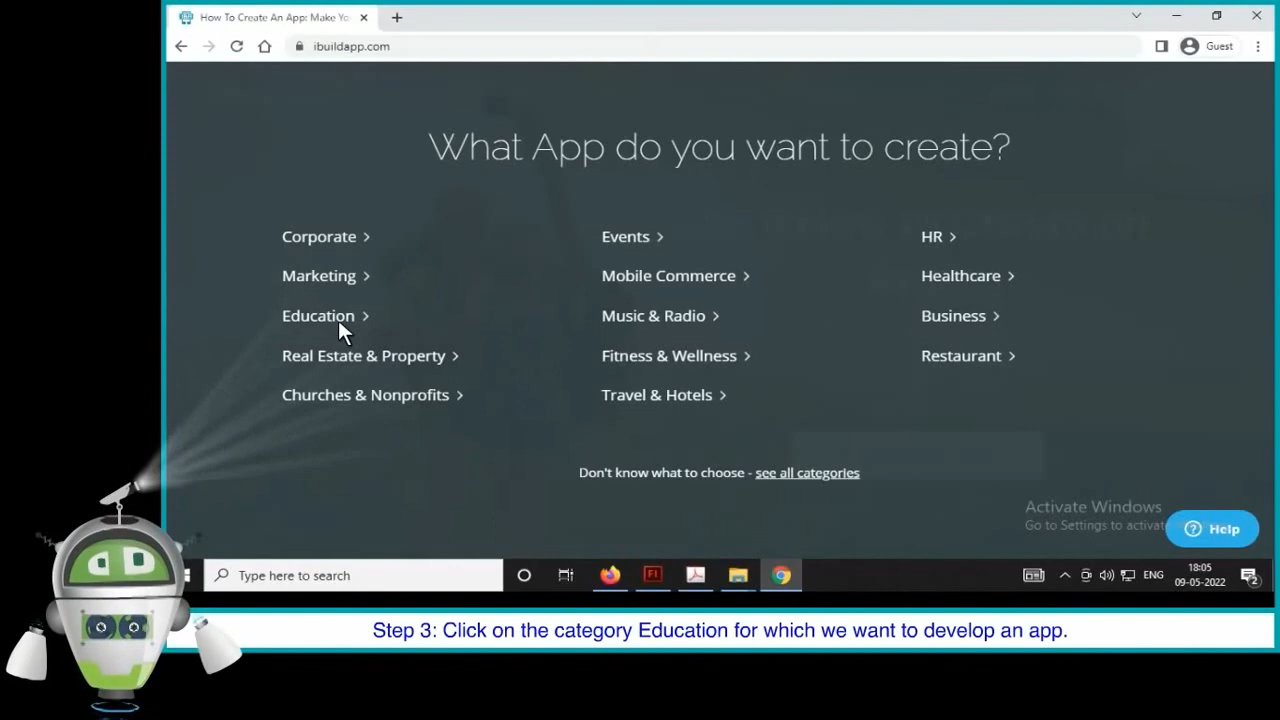 How To Create An App: Make Yo
ibuildapp.com
Guest
What App do you want to create?
Corporate >
Events >
HR >
Marketing >
Mobile Commerce >
Healthcare >
Education >
Music & Radio >
Business >
Real Estate & Property >
Fitness & Wellness >
Restaurant >
Churches & Nonprofits >
Travel & Hotels >
Don't know what to choose - see all categories
Activate Windows
Go to Settings to activate
Help
Type here to search
ENG
18:05
09-05-2022
2
Step 3: Click on the category Education for which we want to develop an app.